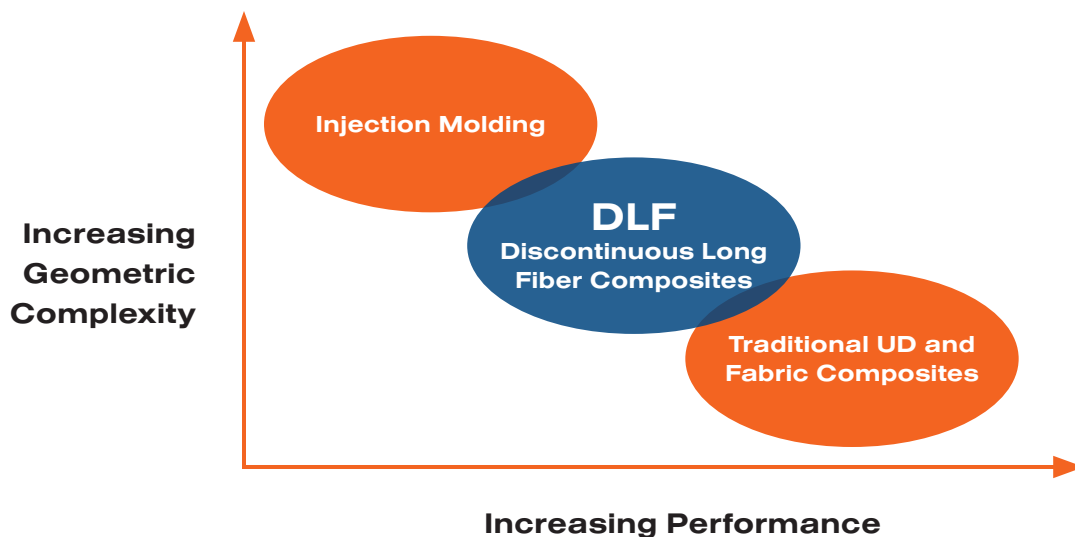 Injection Molding
DLF
Discontinuous Long
Fiber Composites
Increasing
Geometric
Complexity
Traditional UD and
Fabric Composites
Increasing Performance